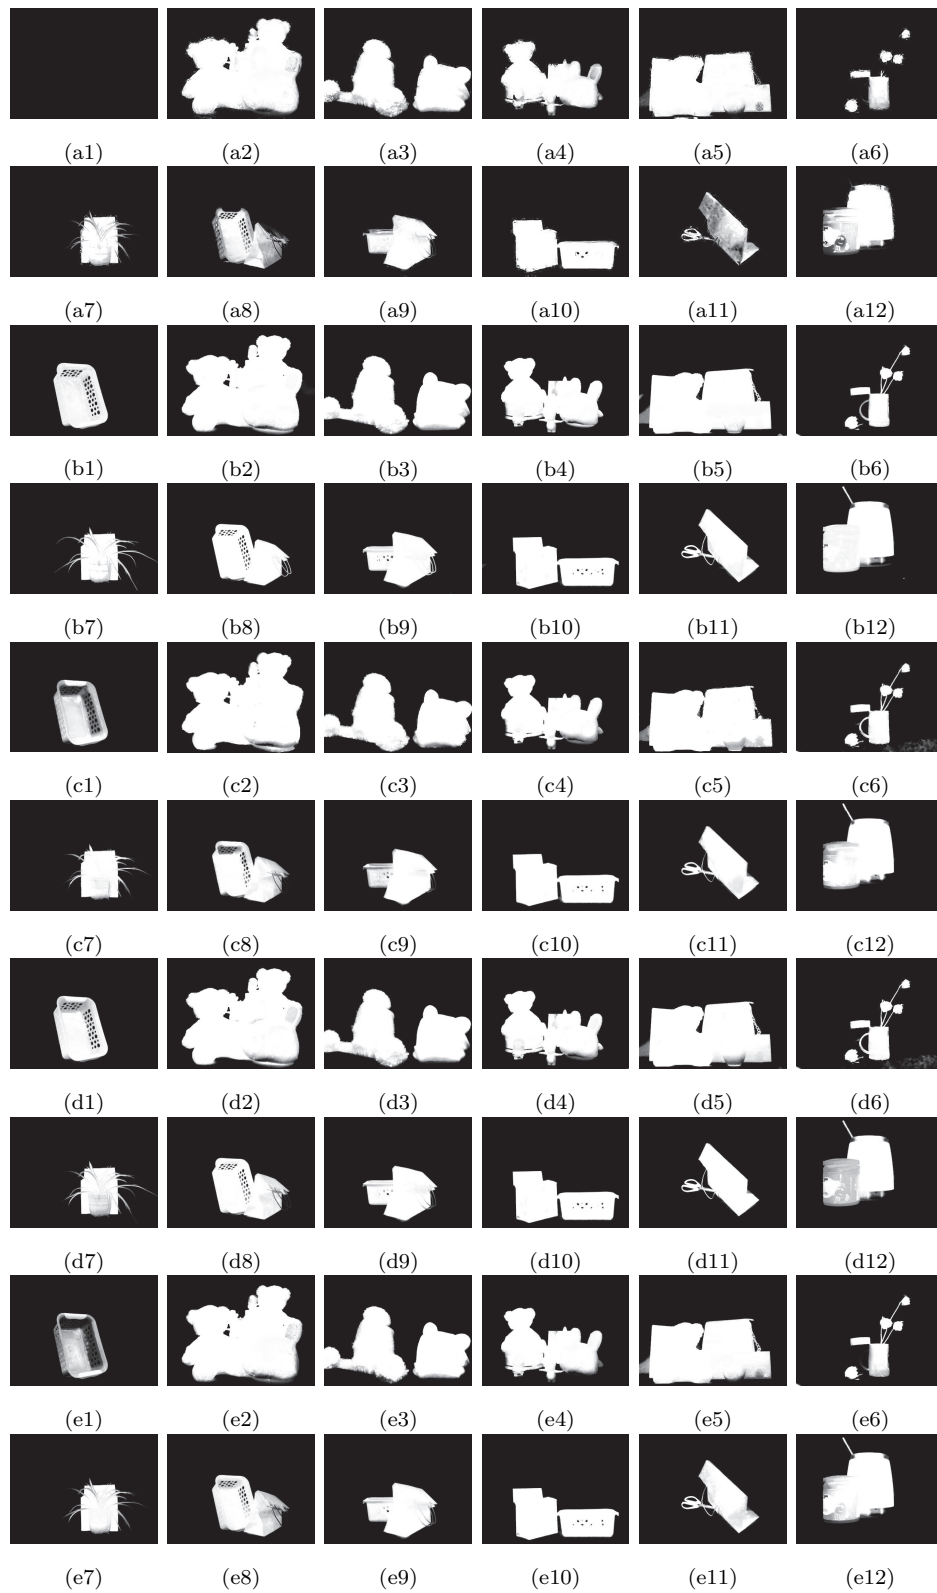 (a1) (a2) (a3) (a4) (a5) (a6)
(a7) (a8) (a9) (a10) (a11) (a12)
(b1) (b2) (b3) (b4) (b5) (b6)
(b7) (b8) (b9) (b10) (b11) (b12)
(c1) (c2) (c3) (c4) (c5) (c6)
(c7) (c8) (c9) (c10) (c11) (c12)
(d1) (d2) (d3) (d4) (d5) (d6)
(d7) (d8) (d9) (d10) (d11) (d12)
(e1) (e2) (e3) (e4) (e5) (e6)
(e7) (e8) (e9) (e10) (e11) (e12)